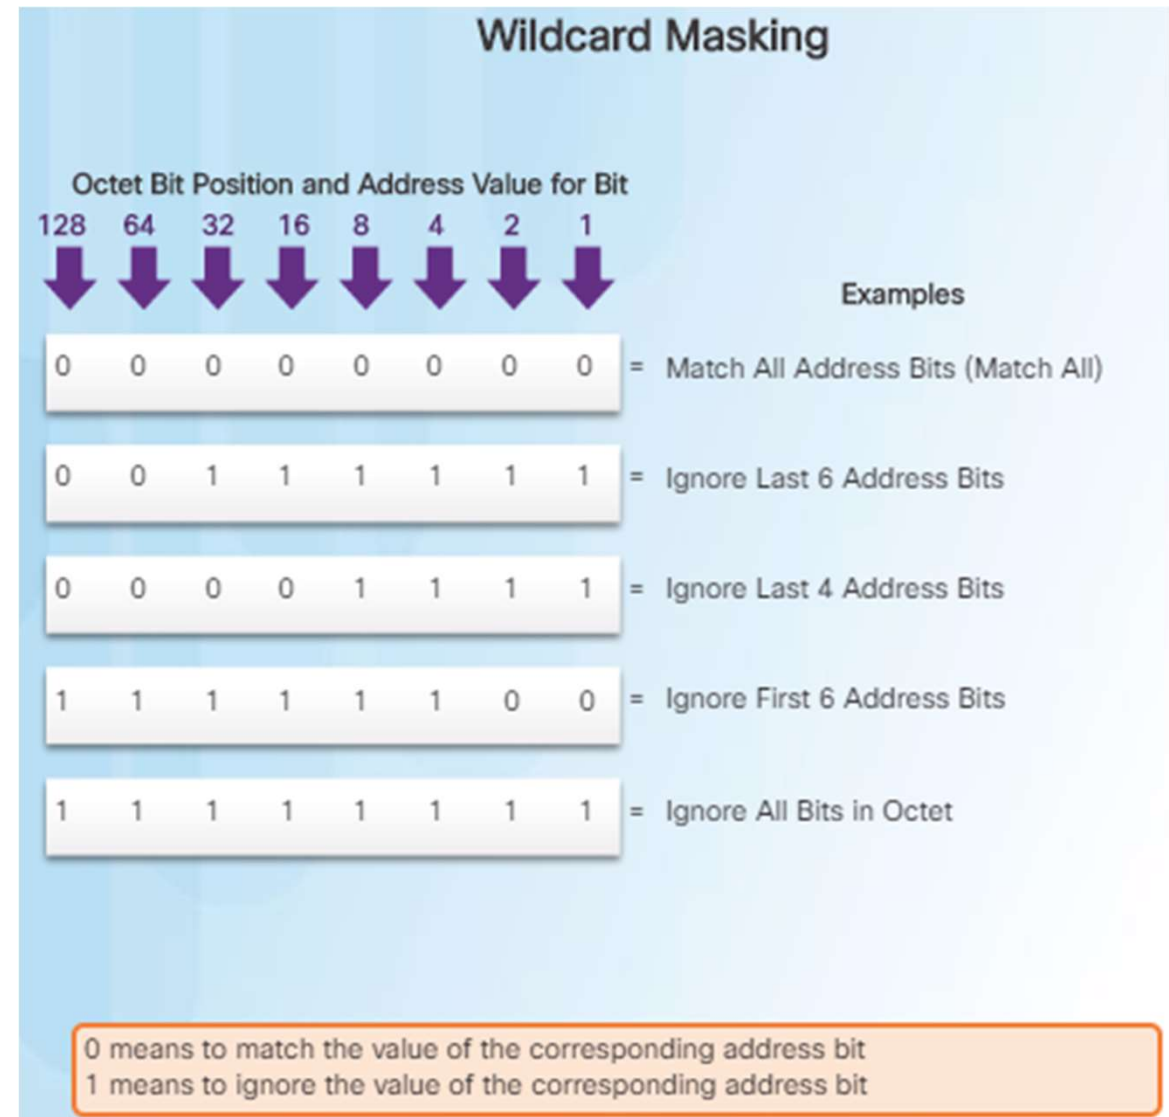 Wildcard Masking
Octet Bit Position and Address Value for Bit
128 64 32 16 8 4 2 1
Examples
0 0 0 0 0 0 0 0 = Match All Address Bits (Match All)
0 0 1 1 1 1 1 1 = Ignore Last 6 Address Bits
0 0 0 0 1 1 1 1 = Ignore Last 4 Address Bits
1 1 1 1 1 1 0 0 = Ignore First 6 Address Bits
1 1 1 1 1 1 1 1 = Ignore All Bits in Octet
0 means to match the value of the corresponding address bit
1 means to ignore the value of the corresponding address bit